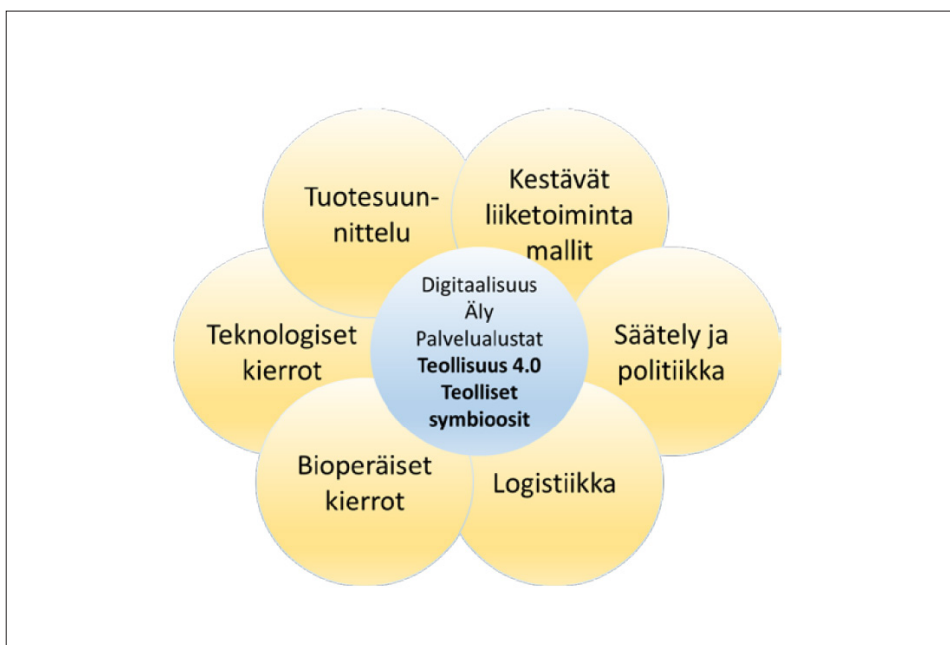 Tuotesuun-
nittelu
Kestävät
liiketoiminta
mallit
Teknologiset
kierrot
Digitaalisuus
Äly
Palvelualustat
Teollisuus 4.0
Teolliset
symbioosit
Säätely ja
politiikka
Bioperäiset
kierrot
Logistiikka